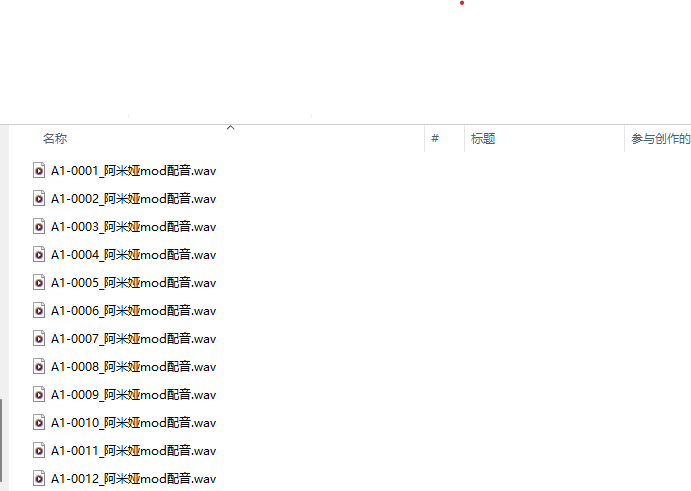 名称 # 标题 参与创作的
A1-0001_阿米娅mod配音.wav
A1-0002_阿米娅mod配音.wav
A1-0003_阿米娅mod配音.wav
A1-0004_阿米娅mod配音.wav
A1-0005_阿米娅mod配音.wav
A1-0006_阿米娅mod配音.wav
A1-0007_阿米娅mod配音.wav
A1-0008_阿米娅mod配音.wav
A1-0009_阿米娅mod配音.wav
A1-0010_阿米娅mod配音.wav
A1-0011_阿米娅mod配音.wav
A1-0012_阿米娅mod配音.wav